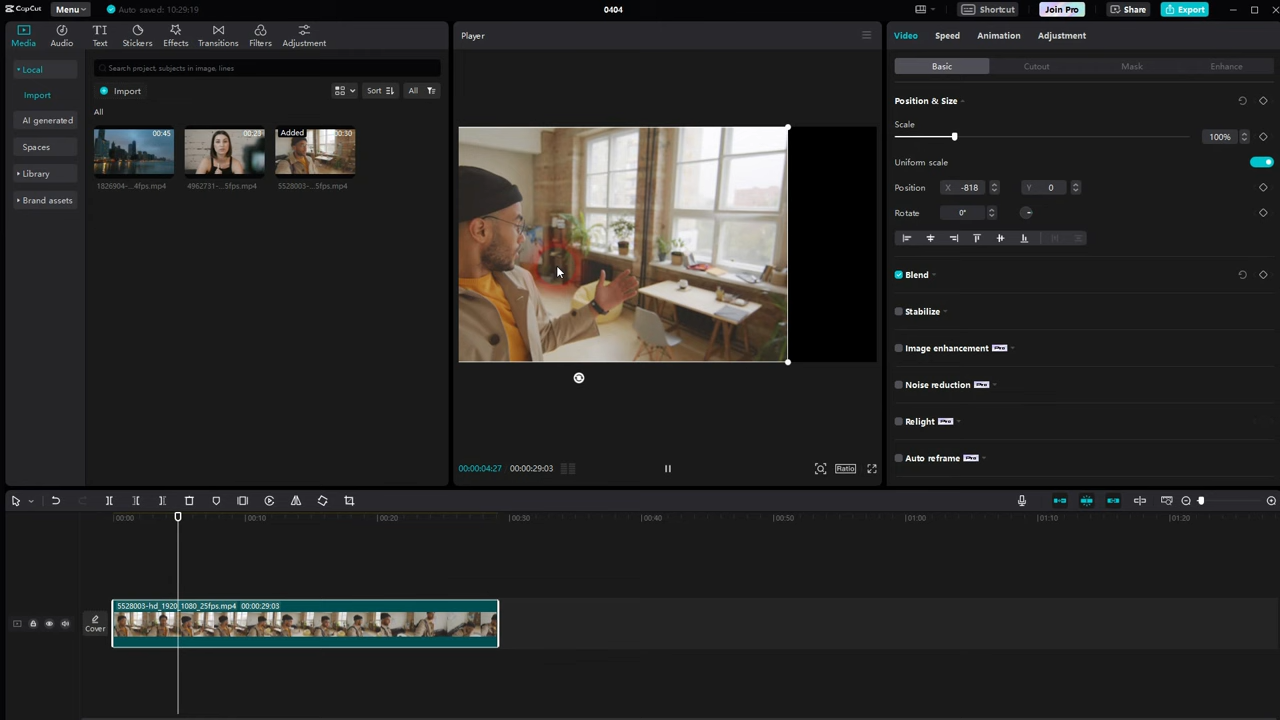 CapCut Menu Auto saved: 10:29:19 0404 Shortcut Join Pro Share Export
Media Audio Text Stickers Effects Transitions Filters Adjustment
Local
Import
AI generated
Spaces
Library
Brand assets
Search project, subjects in image, lines
Import Sort All
All
00:45 00:23 Added 00:30
1826904-...4fps.mp4 4962731-...5fps.mp4 5528003-...5fps.mp4
Player
00:00:04:27 00:00:29:03 Ratio
Video Speed Animation Adjustment
Basic Cutout Mask Enhance
Position & Size
Scale
100%
Uniform scale
Position X -818 Y 0
Rotate 0°
Blend
Stabilize
Image enhancement Pro
Noise reduction Pro
Relight Pro
Auto reframe Pro
00:00 00:10 00:20 00:30 00:40 00:50 01:00 01:10 01:20
5528003-hd_1920_1080_25fps.mp4 00:00:29:03
Cover